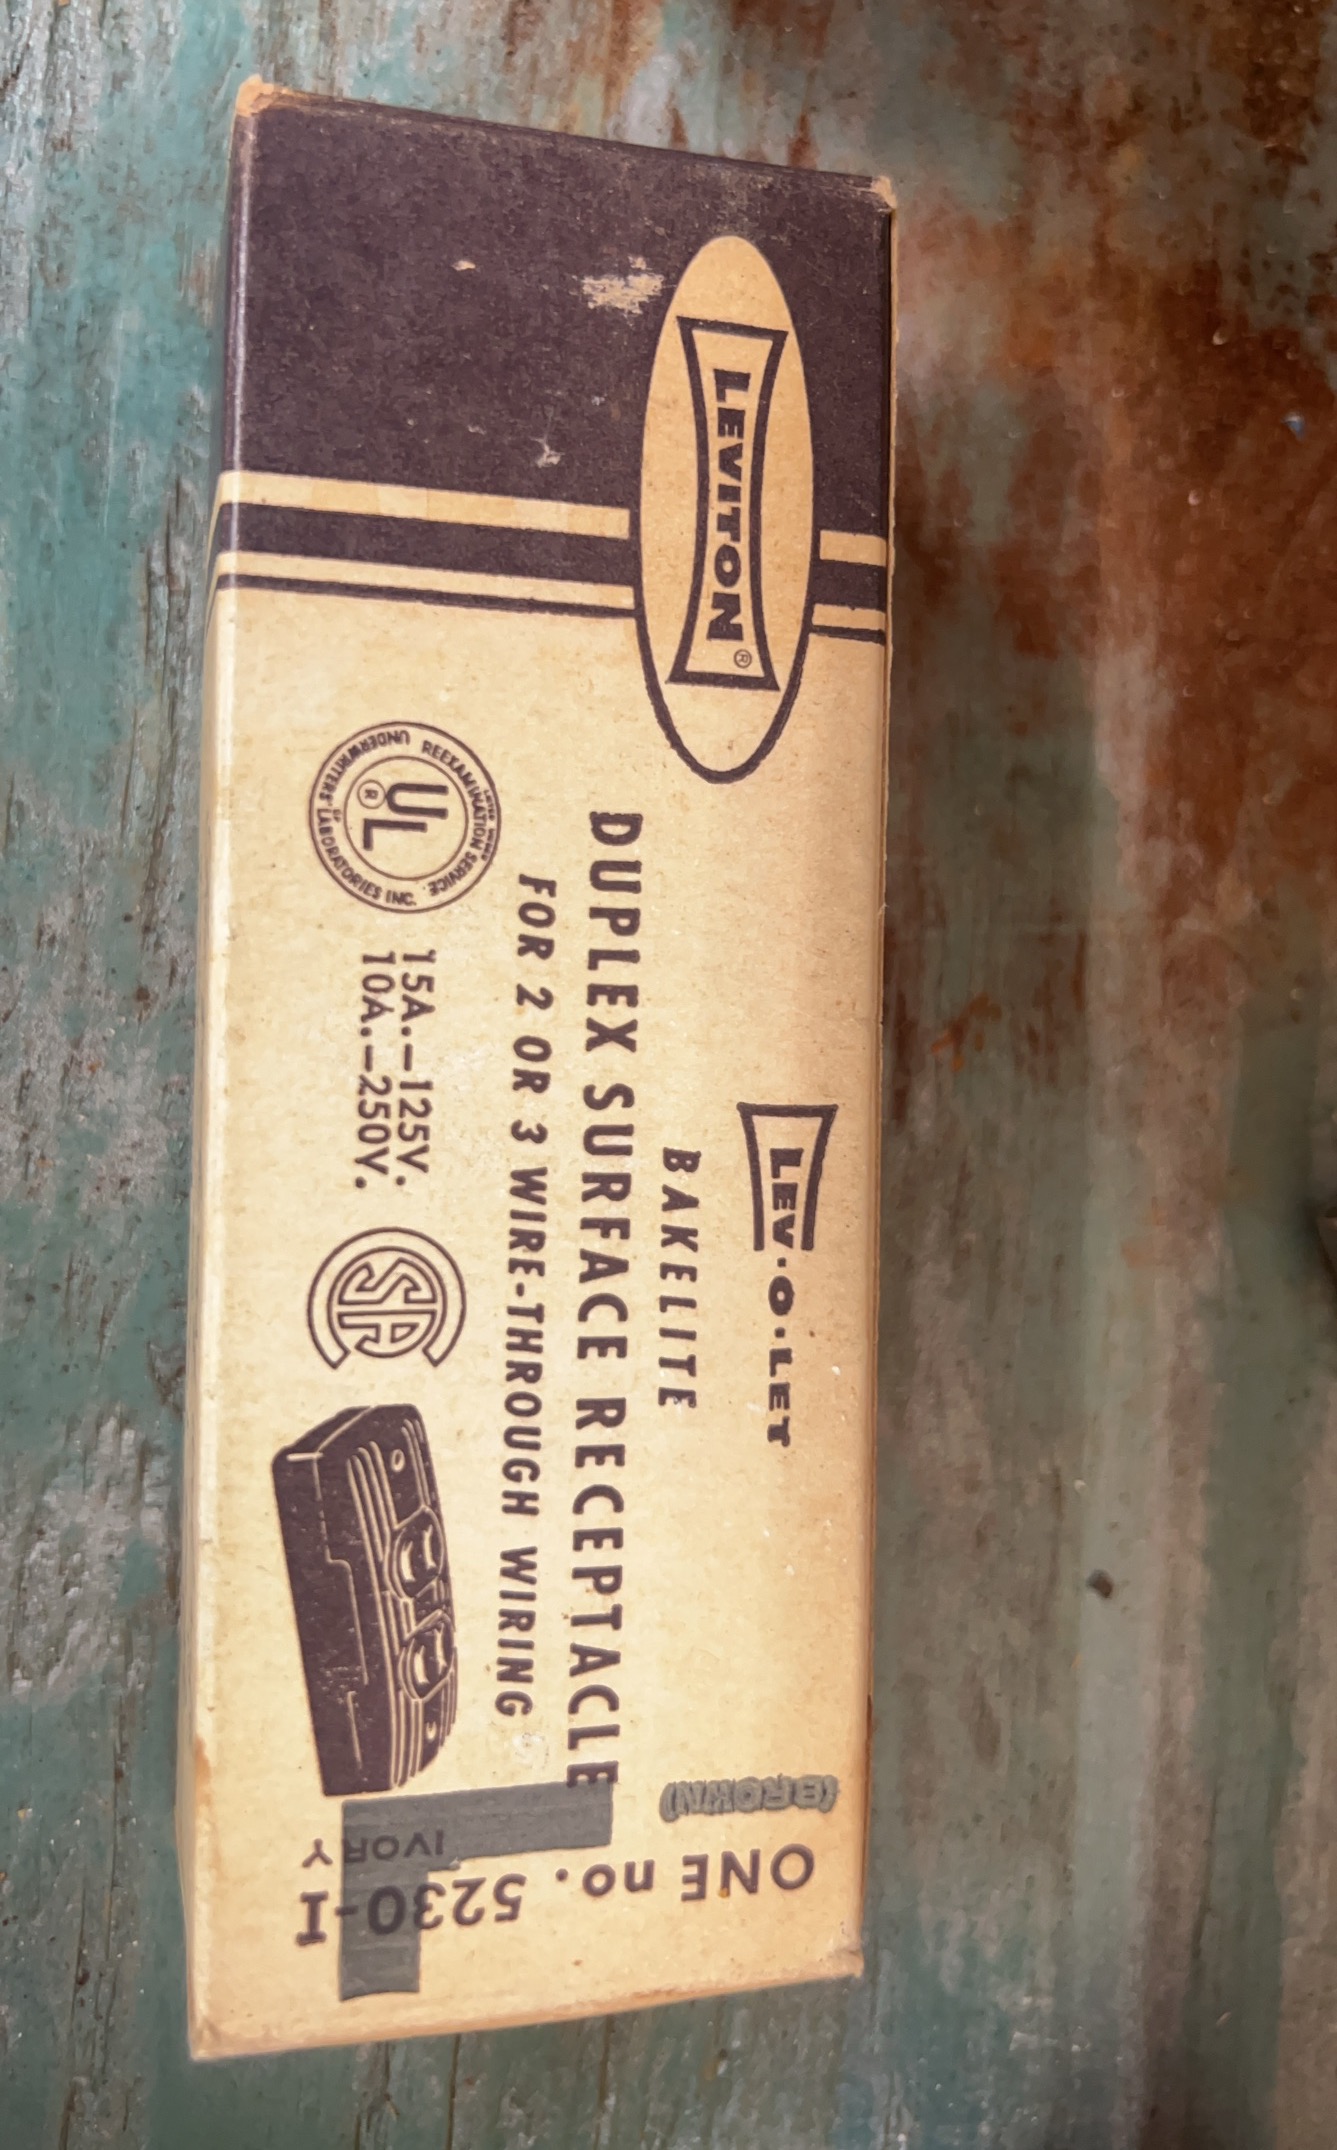 LEVITON ®
LEV·O·LET
BAKELITE
DUPLEX SURFACE RECEPTACLE
FOR 2 OR 3 WIRE-THROUGH WIRING
UL ®
REEXAMINATION SERVICE
UNDERWRITERS' LABORATORIES INC.
15A.–125V.
10A.–250V.
CSA
(BROWN)
ONE no. 5230-I
IVORY